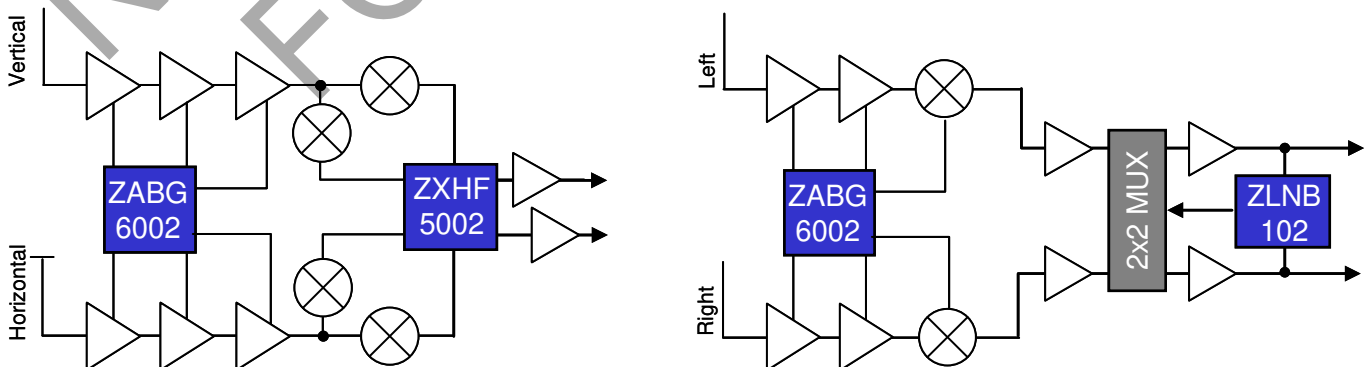 Vertical
ZABG
6002
ZXHF
5002
Horizontal
Left
ZABG
6002
2x2 MUX
ZLNB
102
Right